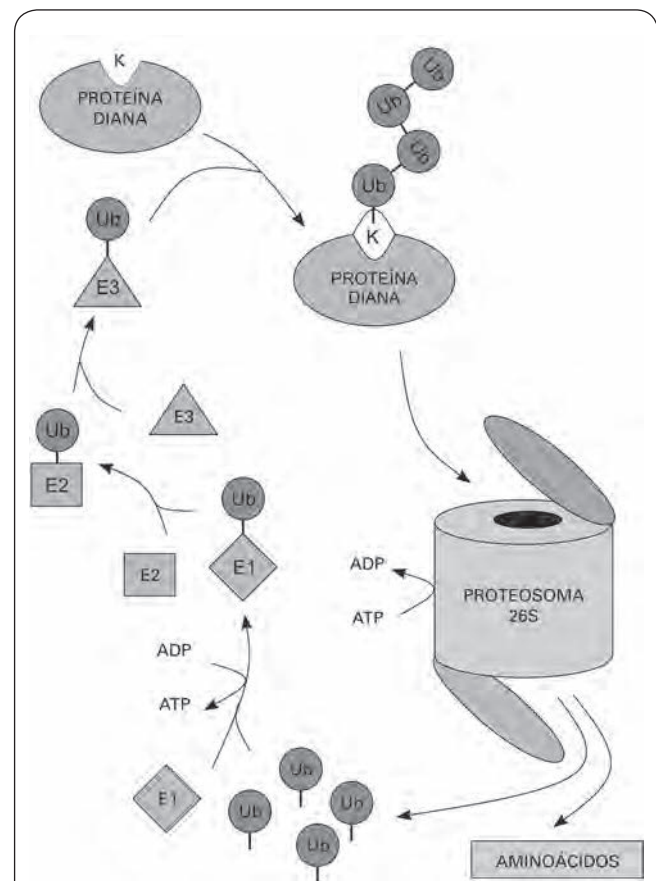 K
PROTEÍNA
DIANA
Ub
Ub
Ub
Ub
K
PROTEÍNA
DIANA
Ub
E3
E3
Ub
E2
Ub
E1
E2
ADP
ATP
PROTEOSOMA
26S
ADP
ATP
E1
Ub
Ub
Ub
Ub
AMINOÁCIDOS